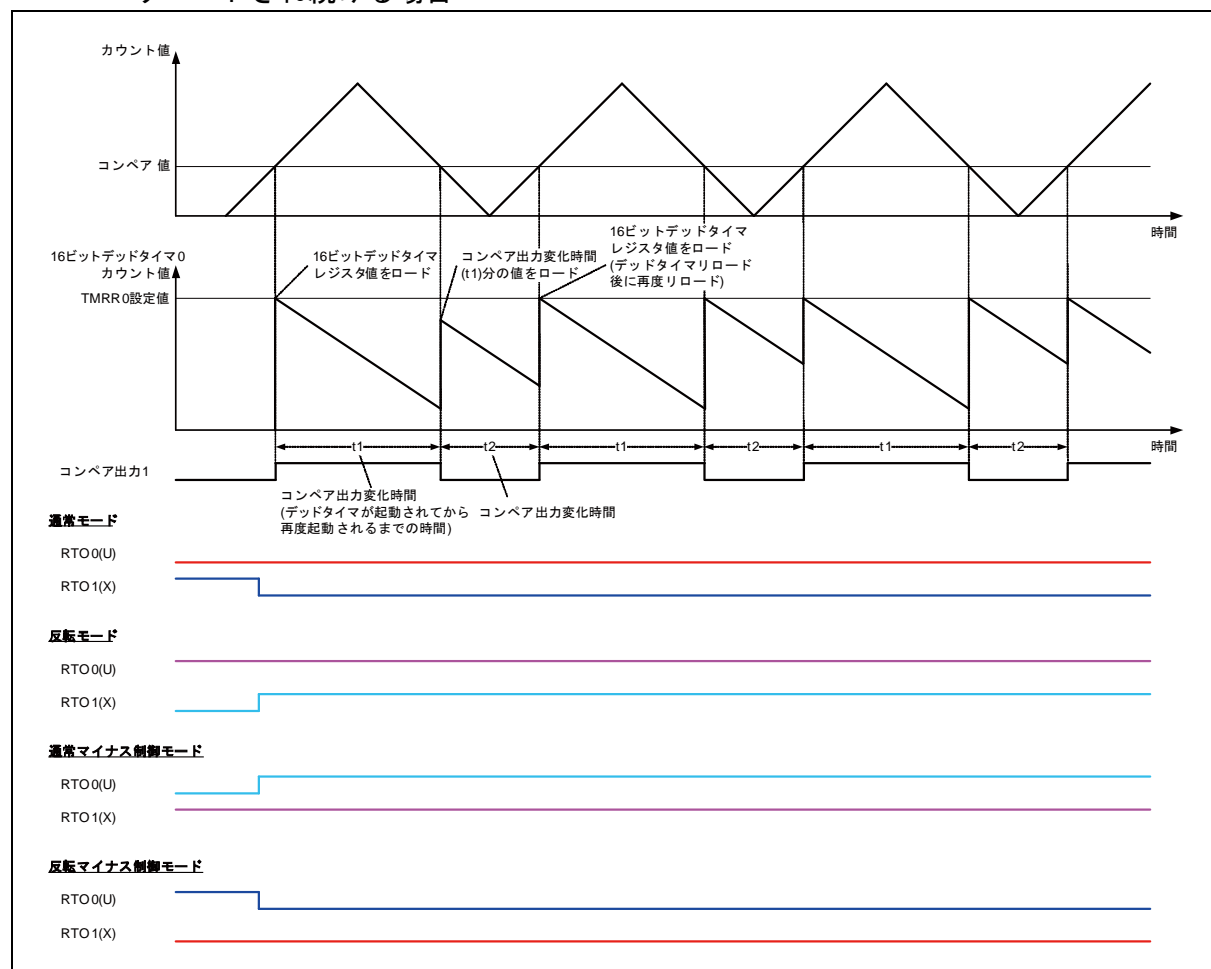 カウント値
コンペア 値
時間
16ビットデッドタイマ0
カウント値
16ビットデッドタイマ
レジスタ値をロード
コンペア出力変化時間
(t1)分の値をロード
16ビットデッドタイマ
レジスタ値をロード
(デッドタイマリロード
後に再度リロード)
TMRR0設定値
t1
t2
t1
t2
t1
t2
時間
コンペア出力1
コンペア出力変化時間
(デッドタイマが起動されてから
再度起動されるまでの時間)
コンペア出力変化時間
通常モード
RTO0(U)
RTO1(X)
反転モード
RTO0(U)
RTO1(X)
通常マイナス制御モード
RTO0(U)
RTO1(X)
反転マイナス制御モード
RTO0(U)
RTO1(X)